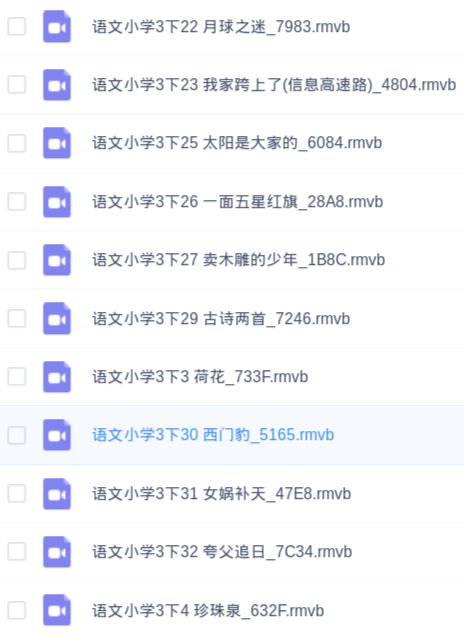 语文小学3下22 月球之迷_7983.rmvb
语文小学3下23 我家跨上了(信息高速路)_4804.rmvb
语文小学3下25 太阳是大家的_6084.rmvb
语文小学3下26 一面五星红旗_28A8.rmvb
语文小学3下27 卖木雕的少年_1B8C.rmvb
语文小学3下29 古诗两首_7246.rmvb
语文小学3下3 荷花_733F.rmvb
语文小学3下30 西门豹_5165.rmvb
语文小学3下31 女娲补天_47E8.rmvb
语文小学3下32 夸父追日_7C34.rmvb
语文小学3下4 珍珠泉_632F.rmvb